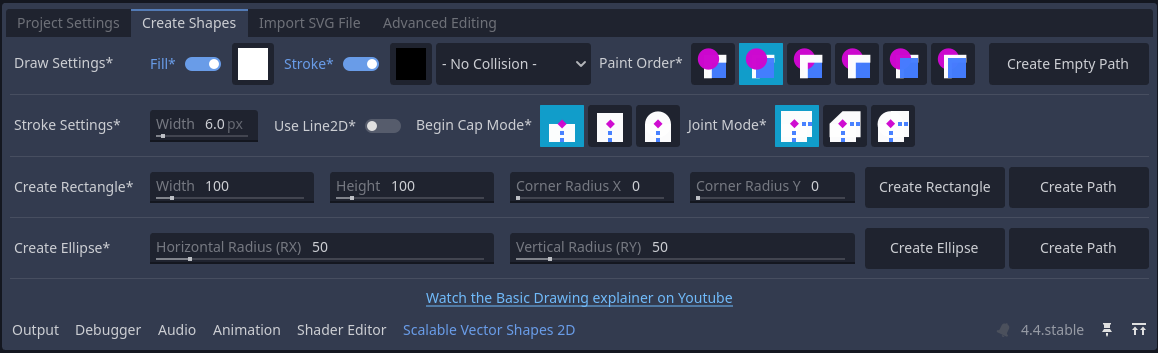 Project Settings Create Shapes Import SVG File Advanced Editing
Draw Settings* Fill* Stroke* - No Collision - Paint Order* Create Empty Path
Stroke Settings* Width 6.0 px Use Line2D* Begin Cap Mode* Joint Mode*
Create Rectangle* Width 100 Height 100 Corner Radius X 0 Corner Radius Y 0 Create Rectangle Create Path
Create Ellipse* Horizontal Radius (RX) 50 Vertical Radius (RY) 50 Create Ellipse Create Path
Watch the Basic Drawing explainer on Youtube
Output Debugger Audio Animation Shader Editor Scalable Vector Shapes 2D 4.4.stable